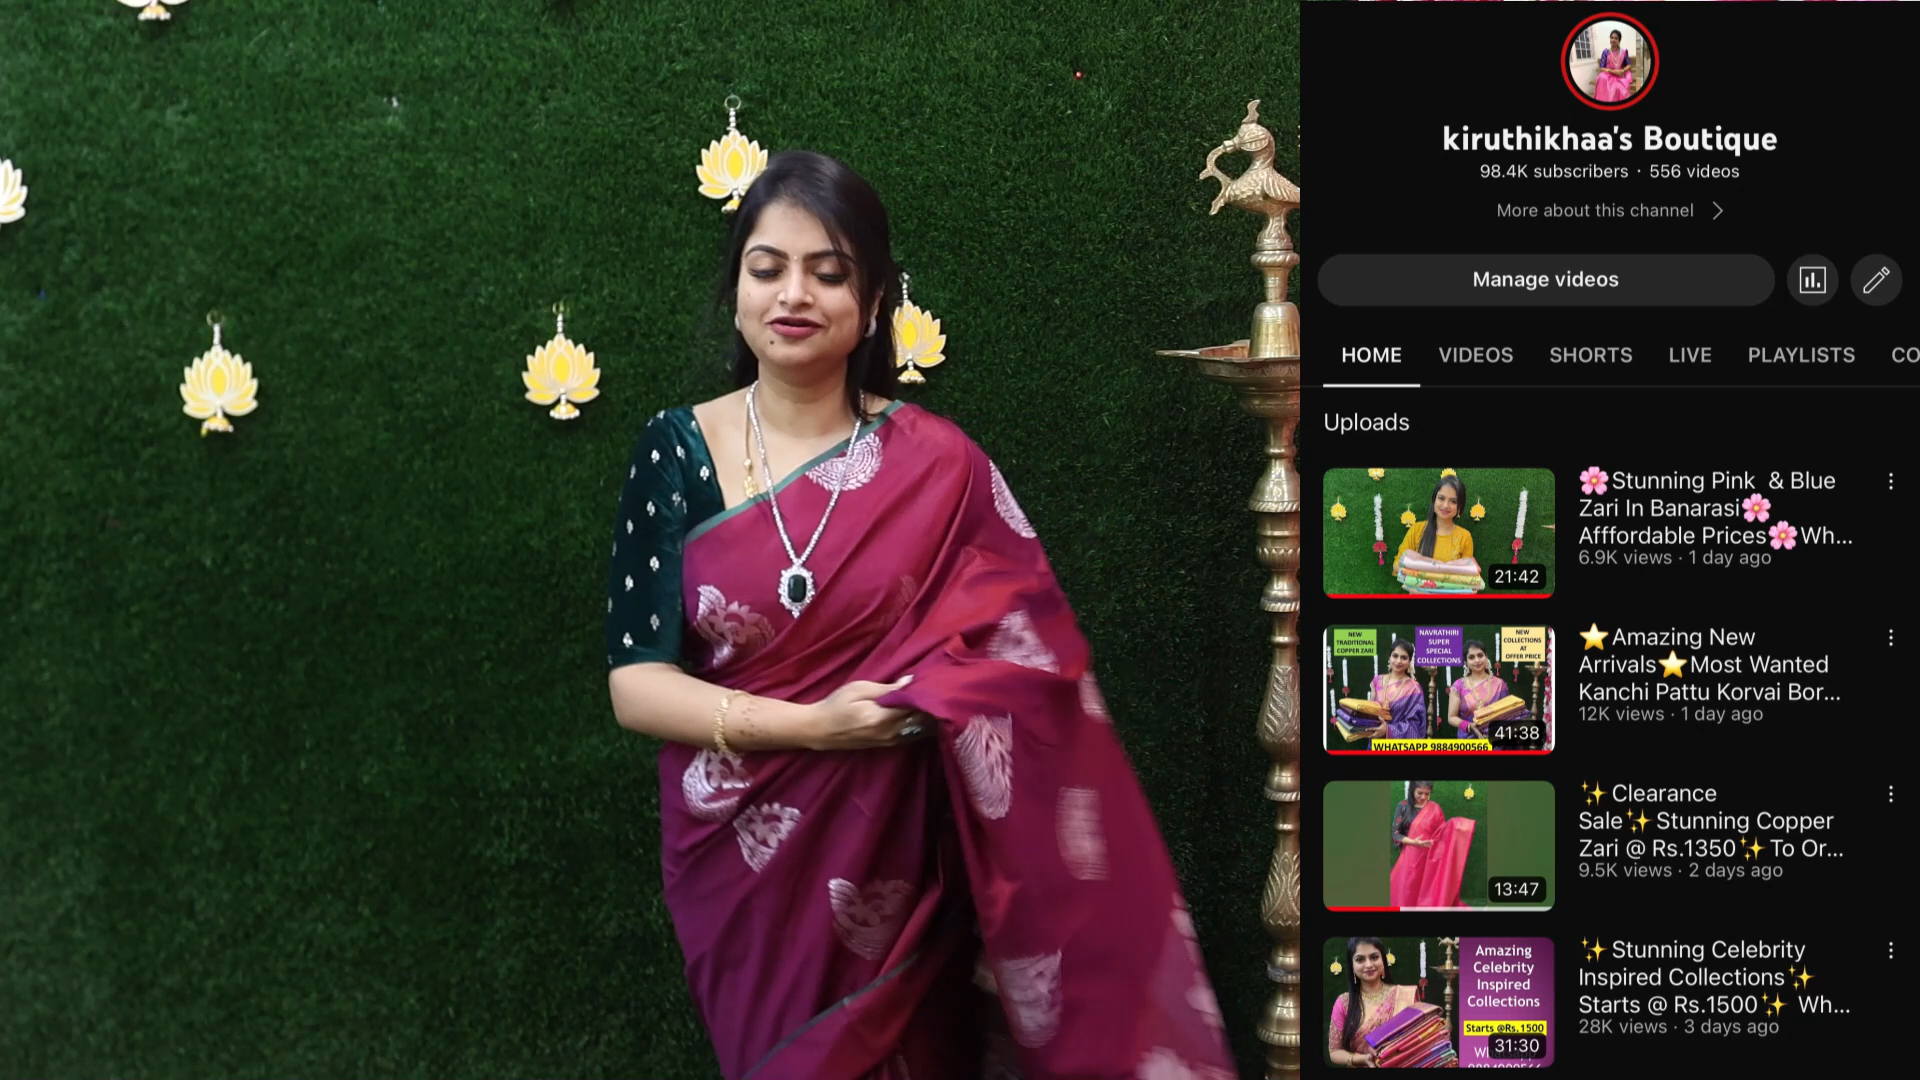 kiruthikhaa's Boutique
98.4K subscribers · 556 videos
More about this channel
Manage videos
HOME VIDEOS SHORTS LIVE PLAYLISTS CO
Uploads
🌸Stunning Pink & Blue
Zari In Banarasi🌸
Afffordable Prices🌸Wh...
6.9K views · 1 day ago
21:42
NEW
TRADITIONAL
COPPER ZARI
NAVRATHIRI
SUPER
SPECIAL
COLLECTIONS
NEW
COLLECTIONS
AT
OFFER PRICE
WHATSAPP 9884900566
41:38
⭐Amazing New
Arrivals⭐Most Wanted
Kanchi Pattu Korvai Bor...
12K views · 1 day ago
13:47
✨Clearance
Sale✨Stunning Copper
Zari @ Rs.1350✨To Or...
9.5K views · 2 days ago
Amazing
Celebrity
Inspired
Collections
Starts @Rs.1500
31:30
✨Stunning Celebrity
Inspired Collections✨
Starts @ Rs.1500✨ Wh...
28K views · 3 days ago